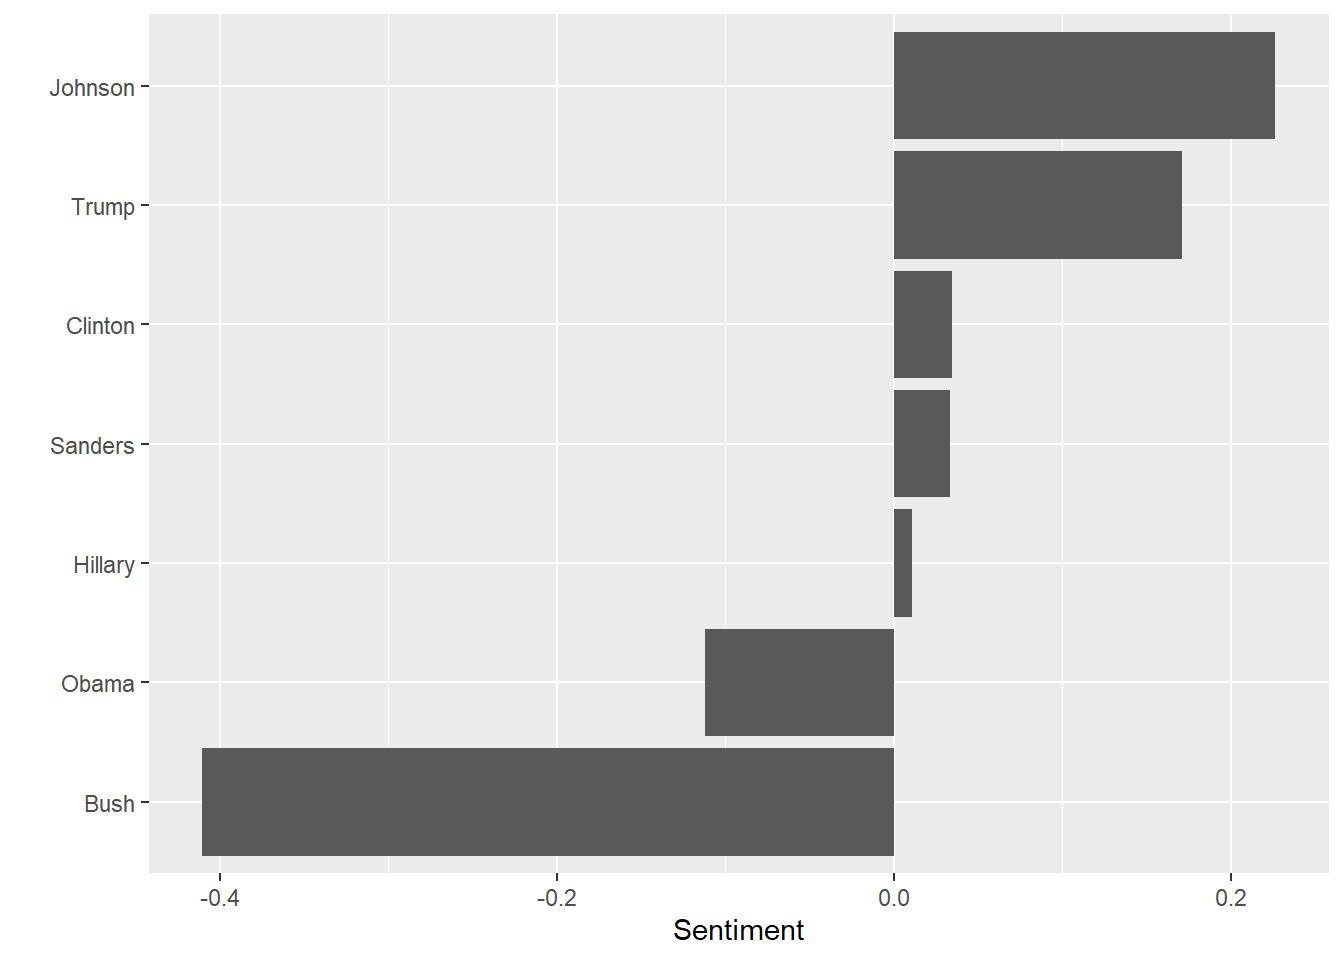 Johnson
Trump
Clinton
Sanders
Hillary
Obama
Bush
-0.4 -0.2 0.0 0.2
Sentiment